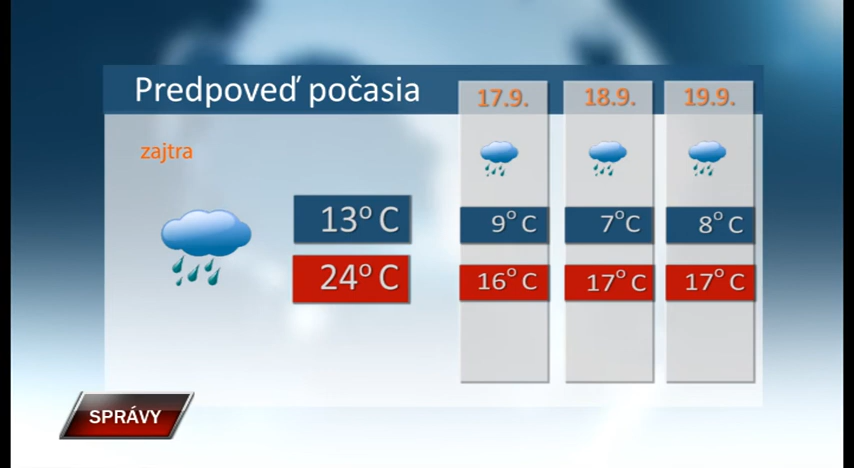 Predpoveď počasia
zajtra
13° C
24° C
17.9.
9° C
16° C
18.9.
7°C
17° C
19.9.
8° C
17° C
SPRÁVY